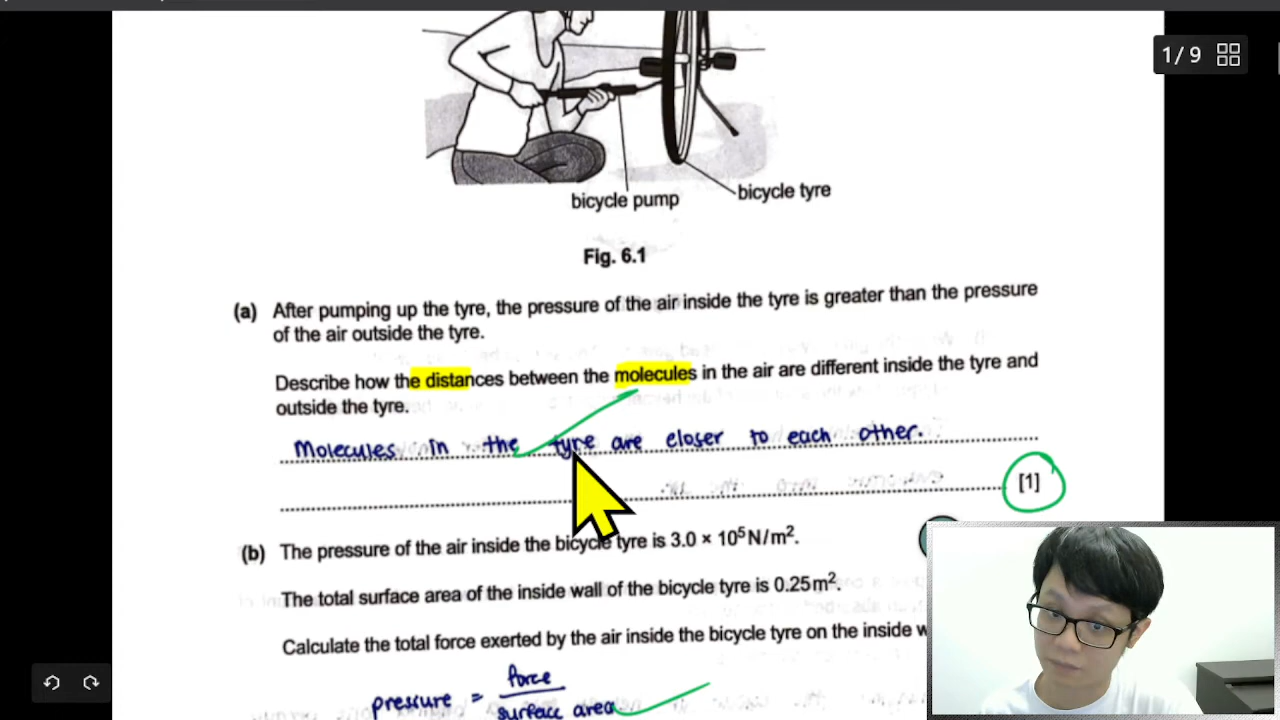 1 / 9
bicycle pump
bicycle tyre
Fig. 6.1
(a) After pumping up the tyre, the pressure of the air inside the tyre is greater than the pressure
of the air outside the tyre.
Describe how the distances between the molecules in the air are different inside the tyre and
outside the tyre.
Molecules in the tyre are closer to each other.
[1]
(b) The pressure of the air inside the bicycle tyre is 3.0 × 10⁵ N/m².
The total surface area of the inside wall of the bicycle tyre is 0.25 m².
Calculate the total force exerted by the air inside the bicycle tyre on the inside
pressure = force
surface area